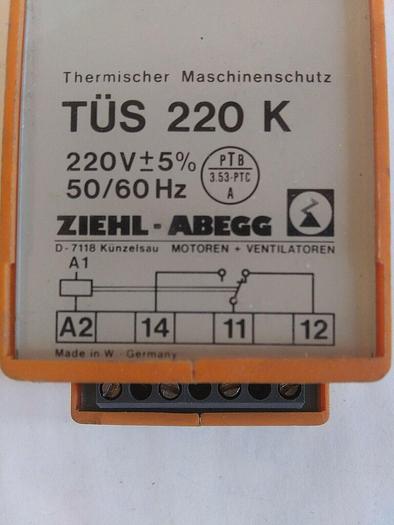 Thermischer Maschinenschutz
TÜS 220 K
220V ± 5%
50/60 Hz
PTB
3.53-PTC
A
ZIEHL-ABEGG
D-7118 Künzelsau MOTOREN + VENTILATOREN
A1
A2 14 11 12
Made in W.-Germany